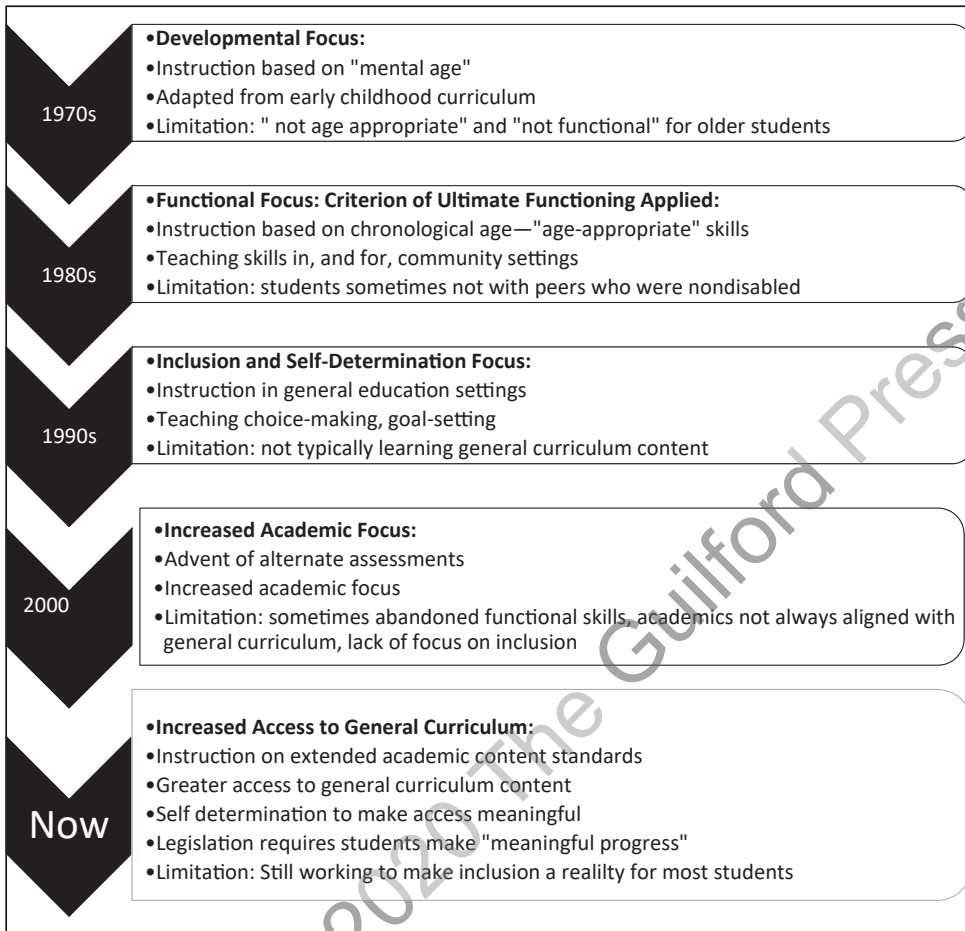 1970s
•Developmental Focus:
•Instruction based on "mental age"
•Adapted from early childhood curriculum
•Limitation: " not age appropriate" and "not functional" for older students
1980s
•Functional Focus: Criterion of Ultimate Functioning Applied:
•Instruction based on chronological age—"age-appropriate" skills
•Teaching skills in, and for, community settings
•Limitation: students sometimes not with peers who were nondisabled
1990s
•Inclusion and Self-Determination Focus:
•Instruction in general education settings
•Teaching choice-making, goal-setting
•Limitation: not typically learning general curriculum content
2000
•Increased Academic Focus:
•Advent of alternate assessments
•Increased academic focus
•Limitation: sometimes abandoned functional skills, academics not always aligned with
general curriculum, lack of focus on inclusion
Now
•Increased Access to General Curriculum:
•Instruction on extended academic content standards
•Greater access to general curriculum content
•Self determination to make access meaningful
•Legislation requires students make "meaningful progress"
•Limitation: Still working to make inclusion a realilty for most students
2020 The Guilford Press